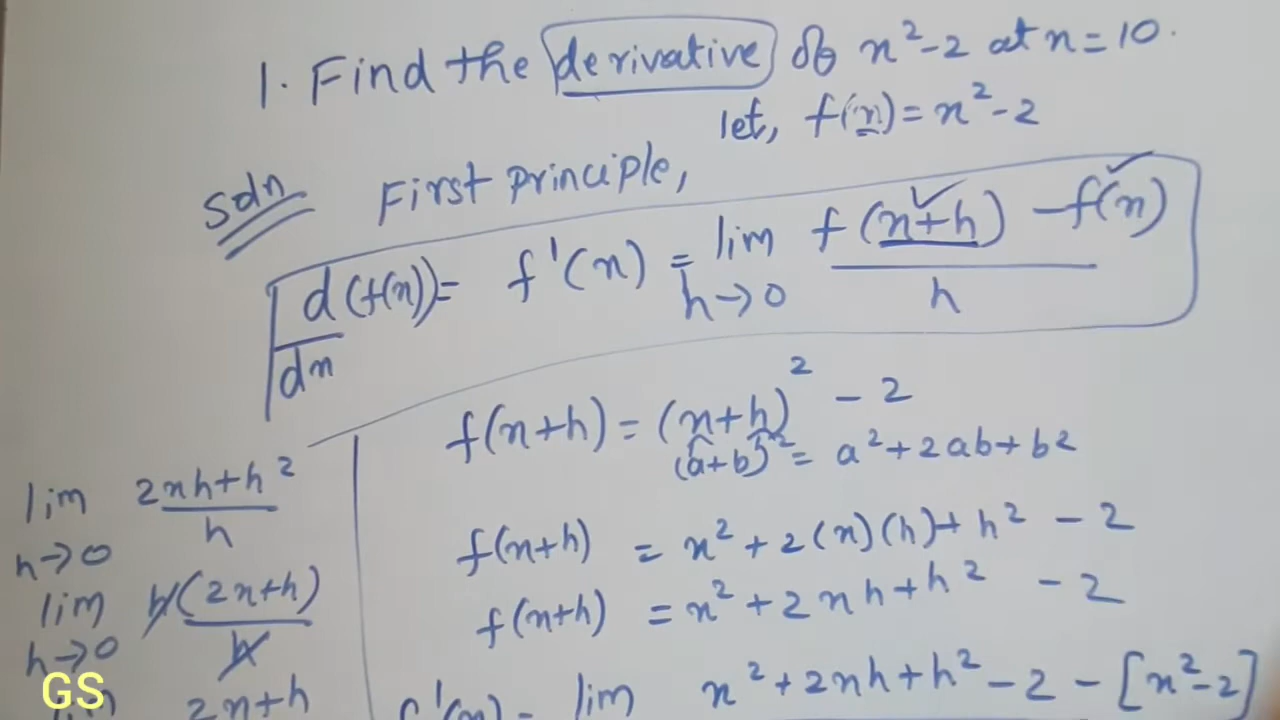 1. Find the derivative of x²-2 at x=10.
let, f(x)=x²-2
Soln First principle,
d/dx (f(x))= f'(x) = lim h→0 f(x+h) -f(x) / h
f(x+h) = (x+h)² - 2
(a+b)² = a²+2ab+b²
f(x+h) = x²+2(x)(h)+h² - 2
f(x+h) = x²+2xh+h² - 2
f'(x) = lim x²+2xh+h²-2-[x²-2]
lim h→0 2xh+h² / h
lim h→0 h(2x+h) / h
lim 2x+h
GS